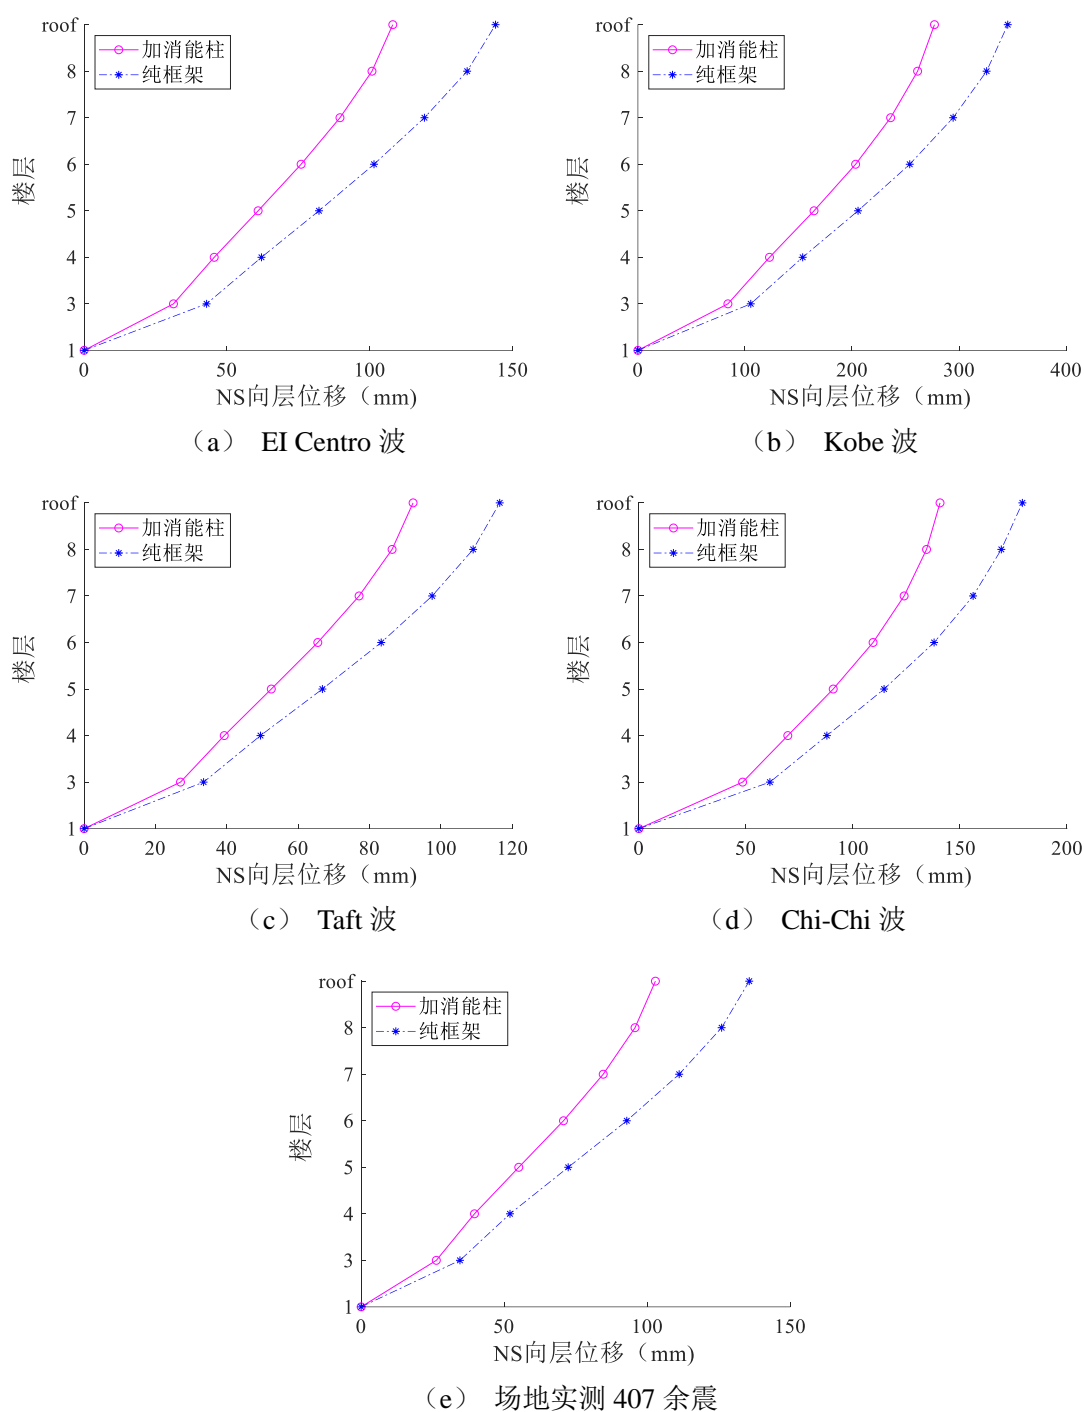 roof
加消能柱
纯框架
8
7
6
5
4
3
1
楼层
0
50
100
150
NS向层位移（mm)
（a） EI Centro 波
roof
加消能柱
纯框架
8
7
6
5
4
3
1
楼层
0
100
200
300
400
NS向层位移（mm)
（b） Kobe 波
roof
加消能柱
纯框架
8
7
6
5
4
3
1
楼层
0
20
40
60
80
100
120
NS向层位移（mm)
（c） Taft 波
roof
加消能柱
纯框架
8
7
6
5
4
3
1
楼层
0
50
100
150
200
NS向层位移（mm)
（d） Chi-Chi 波
roof
加消能柱
纯框架
8
7
6
5
4
3
1
楼层
0
50
100
150
NS向层位移（mm)
（e） 场地实测 407 余震